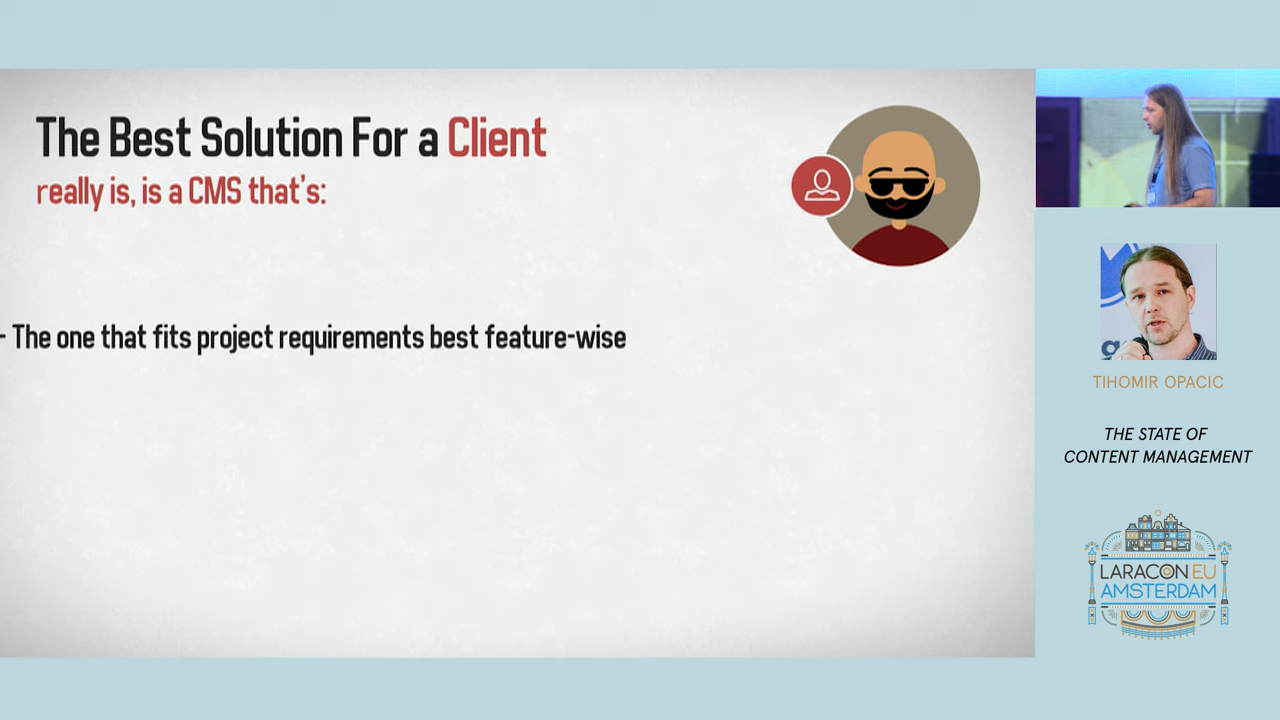 The Best Solution For a Client
really is, is a CMS that's:
- The one that fits project requirements best feature-wise
TIHOMIR OPACIC
THE STATE OF
CONTENT MANAGEMENT
LARACON EU
AMSTERDAM